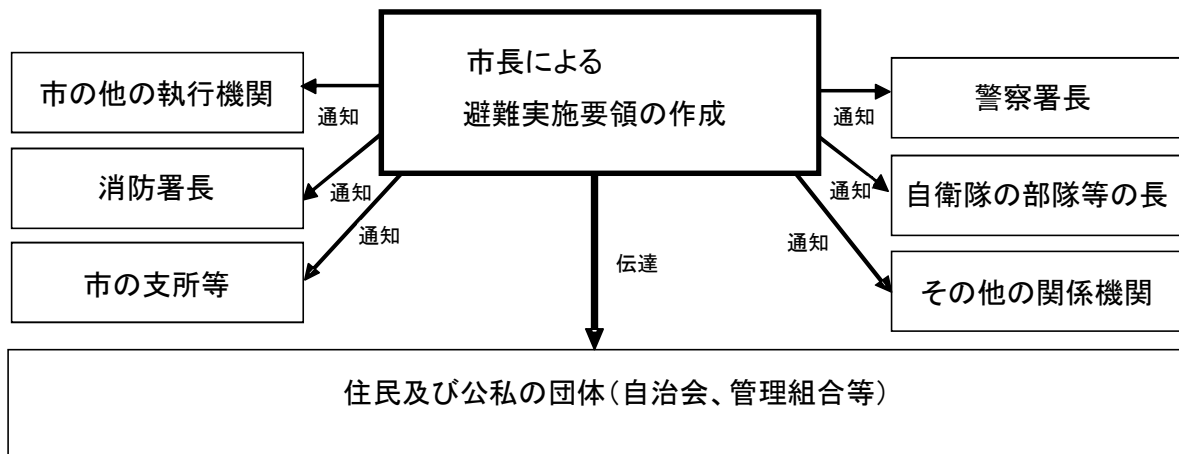 市長による
避難実施要領の作成
市の他の執行機関
通知
消防署長
通知
市の支所等
通知
警察署長
通知
自衛隊の部隊等の長
通知
その他の関係機関
通知
伝達
住民及び公私の団体（自治会、管理組合等）